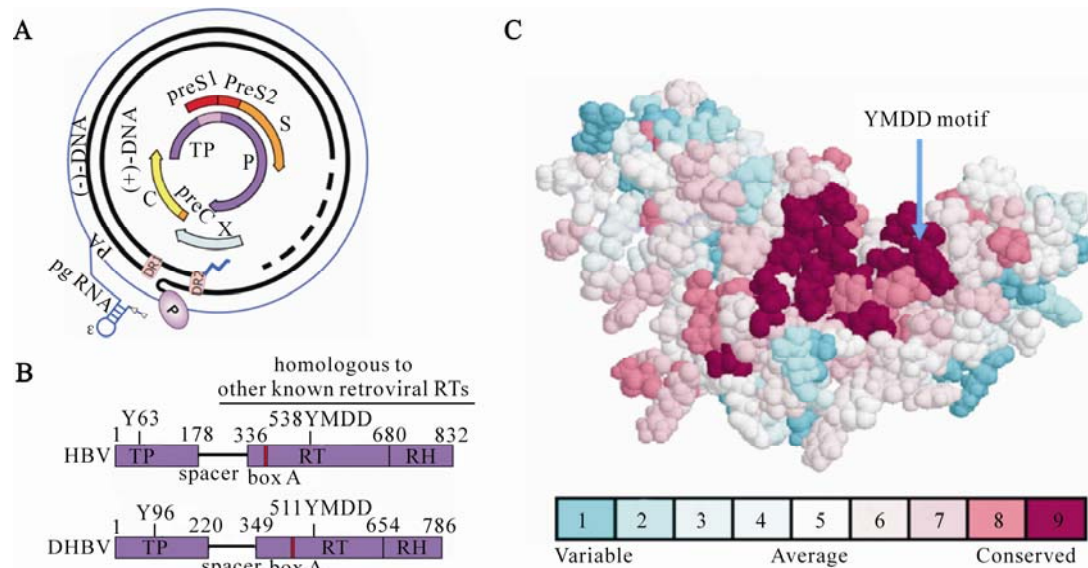 A
preS1
PreS2
S
TP
P
(-)-DNA
(+)-DNA
C
preC
X
PA
DR1
DR2
pg RNA
P
ε
B
homologous to
other known retroviral RTs
Y63
538YMDD
1 178 336 680 832
HBV TP RT RH
spacer box A
Y96
511YMDD
1 220 349 654 786
DHBV TP RT RH
spacer box A
C
YMDD motif
1 2 3 4 5 6 7 8 9
Variable Average Conserved